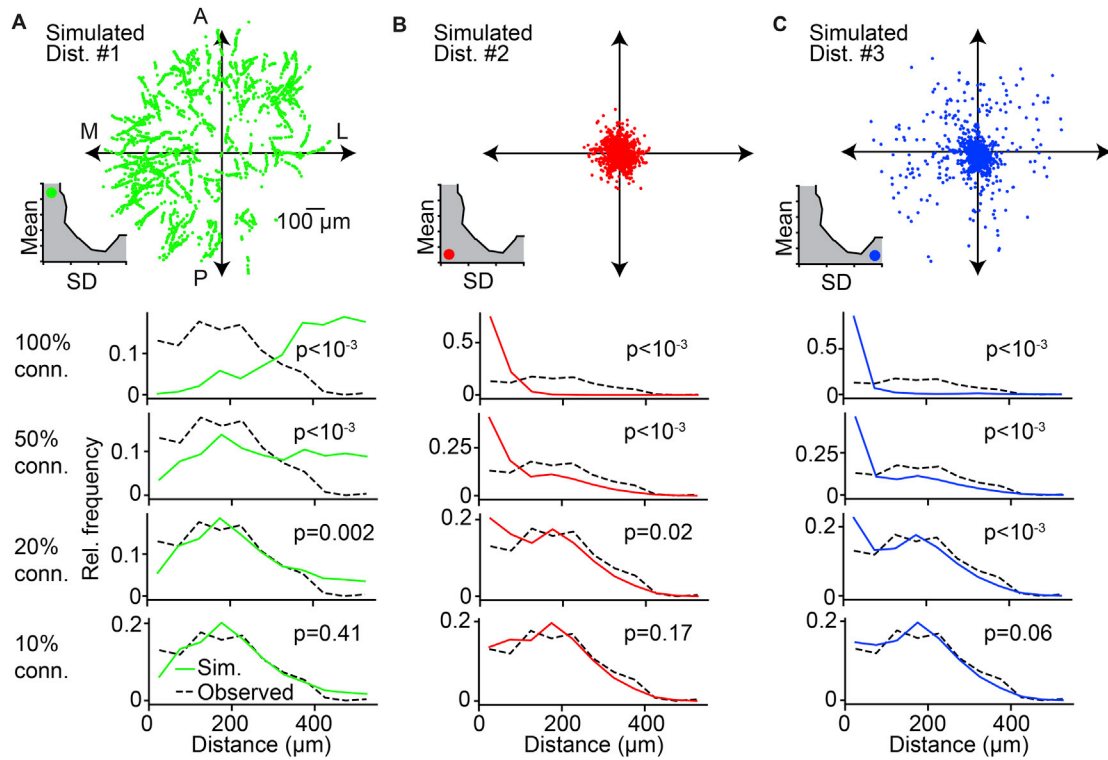 A
Simulated
Dist. #1
A
M
L
P
100 µm
Mean
SD
B
Simulated
Dist. #2
Mean
SD
C
Simulated
Dist. #3
Mean
SD
100%
conn.
0.1
0
p<10-3
0.5
0
p<10-3
0.5
0
p<10-3
50%
conn.
0.1
0
p<10-3
0.25
0
p<10-3
0.25
0
p<10-3
Rel. frequency
20%
conn.
0.1
0
p=0.002
0.2
0
p=0.02
0.2
0
p<10-3
10%
conn.
0.2
0
p=0.41
Sim.
Observed
0.2
0
p=0.17
0.2
0
p=0.06
0 200 400
Distance (µm)
0 200 400
Distance (µm)
0 200 400
Distance (µm)